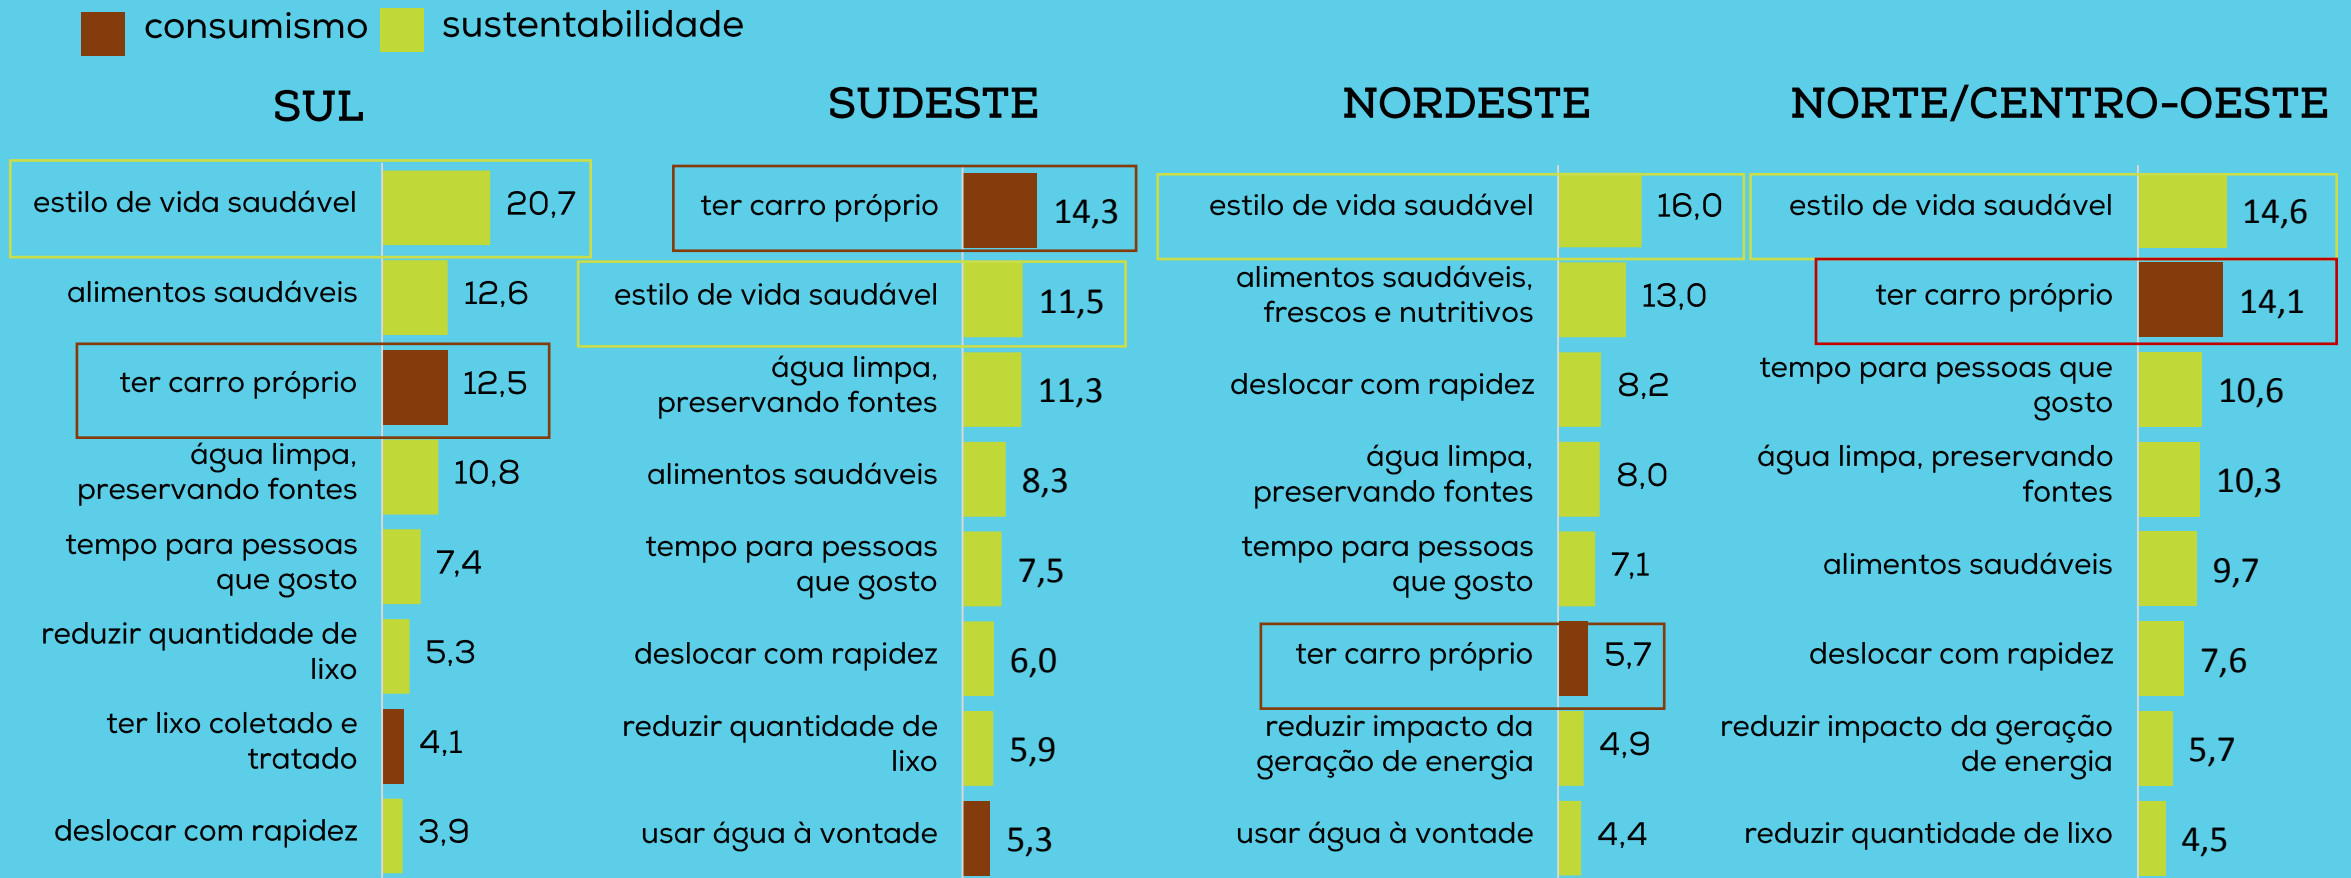 consumismo sustentabilidade
SUL
estilo de vida saudável 20,7
alimentos saudáveis 12,6
ter carro próprio 12,5
água limpa,
preservando fontes 10,8
tempo para pessoas
que gosto 7,4
reduzir quantidade de
lixo 5,3
ter lixo coletado e
tratado 4,1
deslocar com rapidez 3,9
SUDESTE
ter carro próprio 14,3
estilo de vida saudável 11,5
água limpa,
preservando fontes 11,3
alimentos saudáveis 8,3
tempo para pessoas
que gosto 7,5
deslocar com rapidez 6,0
reduzir quantidade de
lixo 5,9
usar água à vontade 5,3
NORDESTE
estilo de vida saudável 16,0
alimentos saudáveis,
frescos e nutritivos 13,0
deslocar com rapidez 8,2
água limpa,
preservando fontes 8,0
tempo para pessoas
que gosto 7,1
ter carro próprio 5,7
reduzir impacto da
geração de energia 4,9
usar água à vontade 4,4
NORTE/CENTRO-OESTE
estilo de vida saudável 14,6
ter carro próprio 14,1
tempo para pessoas que
gosto 10,6
água limpa, preservando
fontes 10,3
alimentos saudáveis 9,7
deslocar com rapidez 7,6
reduzir impacto da geração
de energia 5,7
reduzir quantidade de lixo 4,5